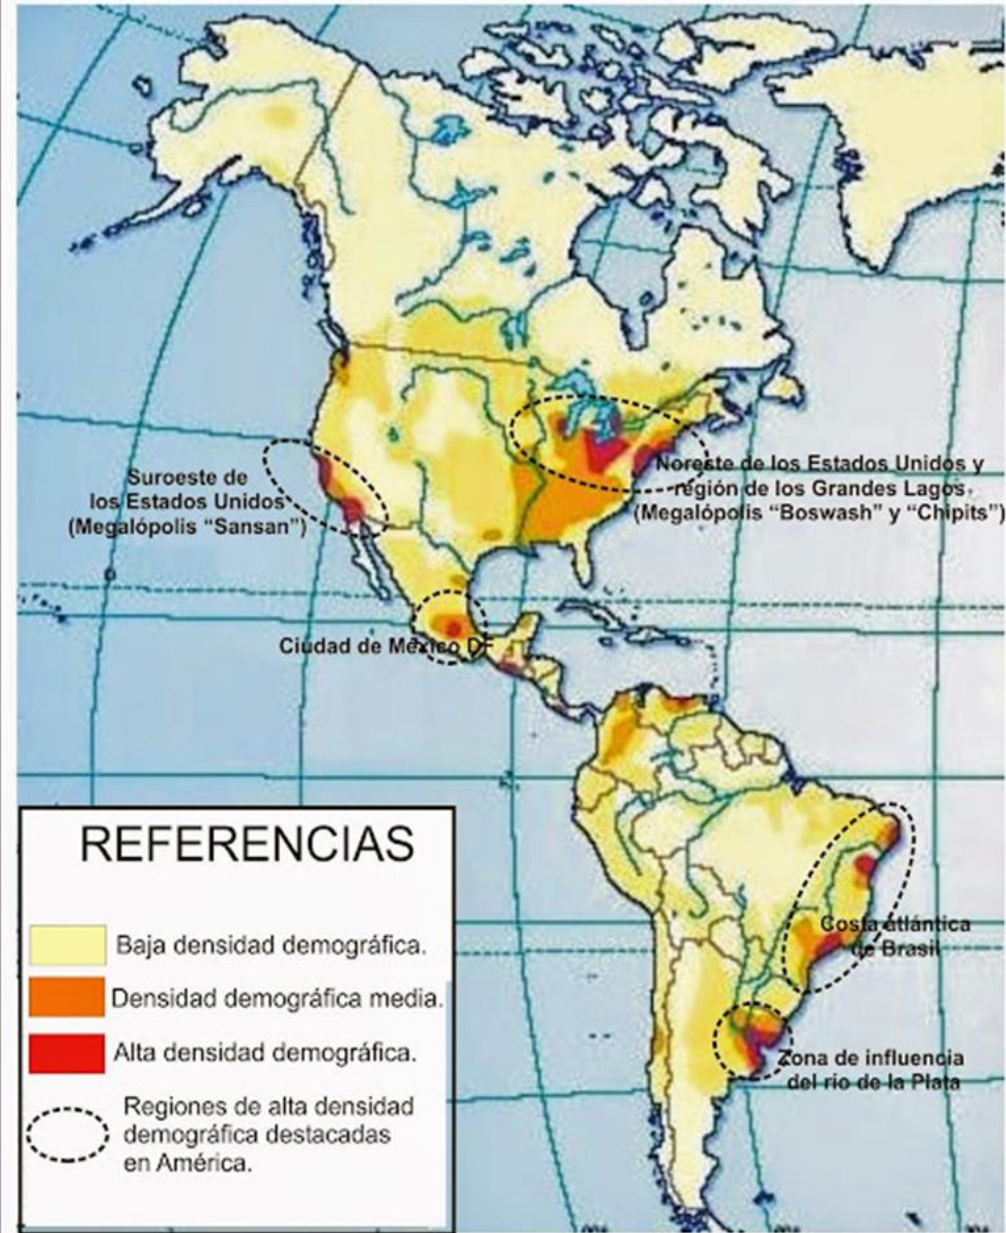 Suroeste de
los Estados Unidos
(Megalópolis “Sansan”)
Noreste de los Estados Unidos y
región de los Grandes Lagos.
(Megalópolis “Boswash” y “Chipits”)
Ciudad de México DF
Costa atlántica
de Brasil
Zona de influencia
del río de la Plata
REFERENCIAS
Baja densidad demográfica.
Densidad demográfica media.
Alta densidad demográfica.
Regiones de alta densidad
demográfica destacadas
en América.